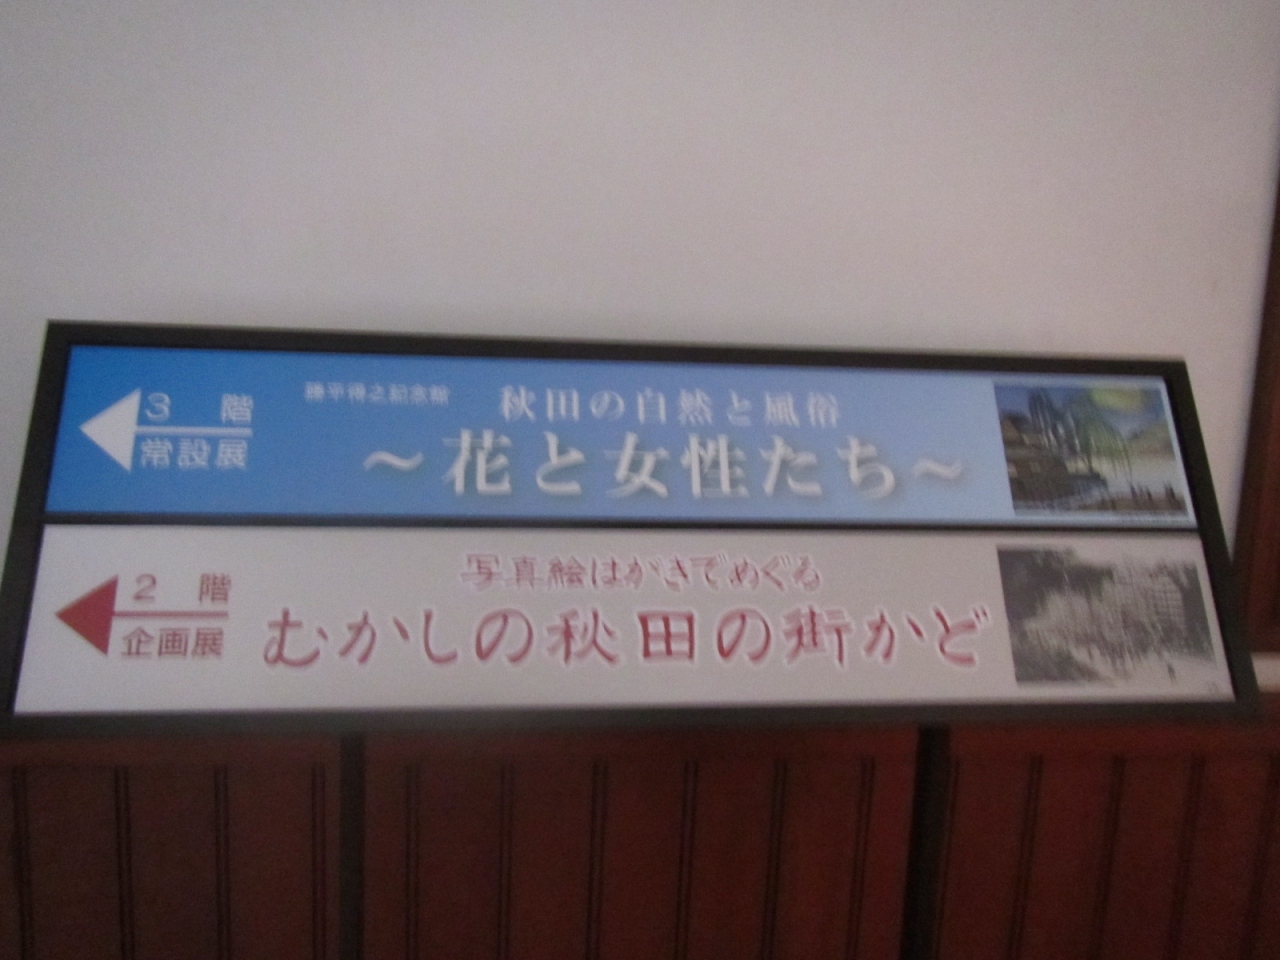 3 階
常設展
勝平得之記念館
秋田の自然と風俗
～花と女性たち～
2 階
企画展
写真絵はがきでめぐる
むかしの秋田の街かど